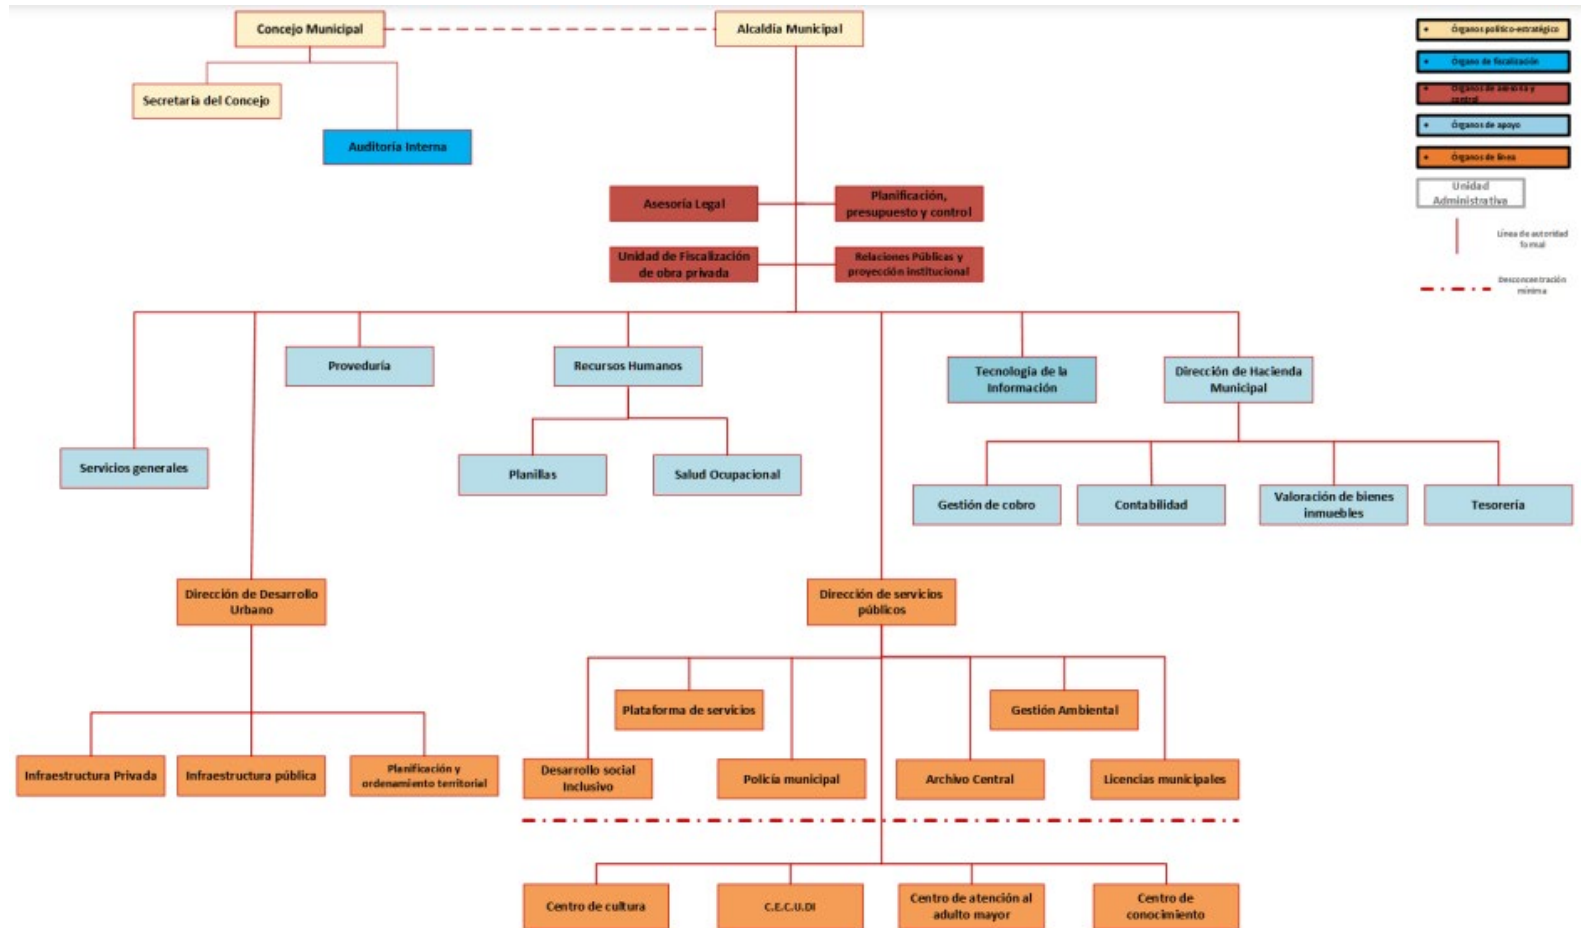 Concejo Municipal
Alcaldía Municipal
Secretaría del Concejo
Auditoría Interna
Asesoría Legal
Planificación,
presupuesto y control
Unidad de Fiscalización
de obra privada
Relaciones Públicas y
proyección institucional
Proveduría
Recursos Humanos
Tecnología de la
Información
Dirección de Hacienda
Municipal
Servicios generales
Planillas
Salud Ocupacional
Gestión de cobro
Contabilidad
Valoración de bienes
inmuebles
Tesorería
Dirección de Desarrollo
Urbano
Dirección de servicios
públicos
Plataforma de servicios
Gestión Ambiental
Infraestructura Privada
Infraestructura pública
Planificación y
ordenamiento territorial
Desarrollo social
Inclusivo
Policía municipal
Archivo Central
Licencias municipales
Centro de cultura
C.E.C.U.DI
Centro de atención al
adulto mayor
Centro de
conocimiento
• Órganos político-estratégico
• Órgano de fiscalización
• Órganos de asesoría y
control
• Órganos de apoyo
• Órganos de línea
Unidad
Administrativa
Línea de autoridad
formal
Desconcentración
mínima